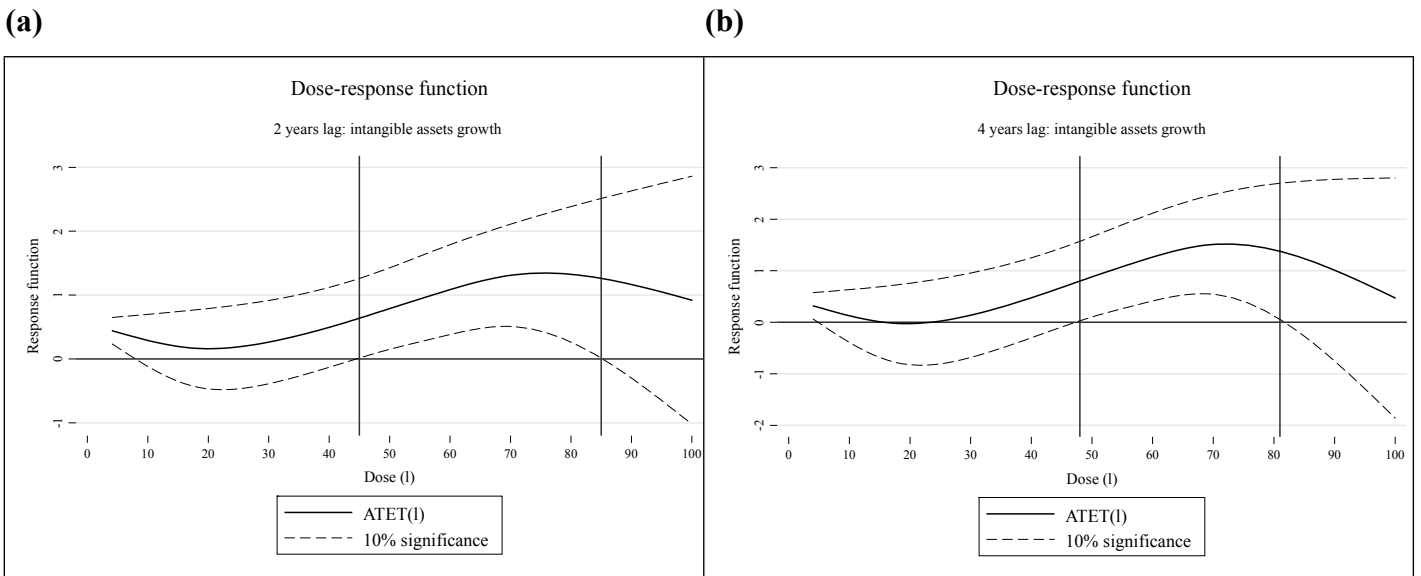 (a)
Dose-response function
2 years lag: intangible assets growth
Response function
3
2
1
0
-1
0 10 20 30 40 50 60 70 80 90 100
Dose (l)
ATET(l)
10% significance
(b)
Dose-response function
4 years lag: intangible assets growth
Response function
3
2
1
0
-1
-2
0 10 20 30 40 50 60 70 80 90 100
Dose (l)
ATET(l)
10% significance